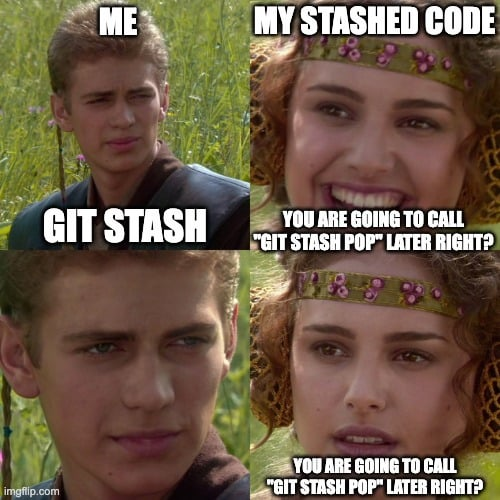 ME
MY STASHED CODE
GIT STASH
YOU ARE GOING TO CALL
"GIT STASH POP" LATER RIGHT?
YOU ARE GOING TO CALL
"GIT STASH POP" LATER RIGHT?
imgflip.com